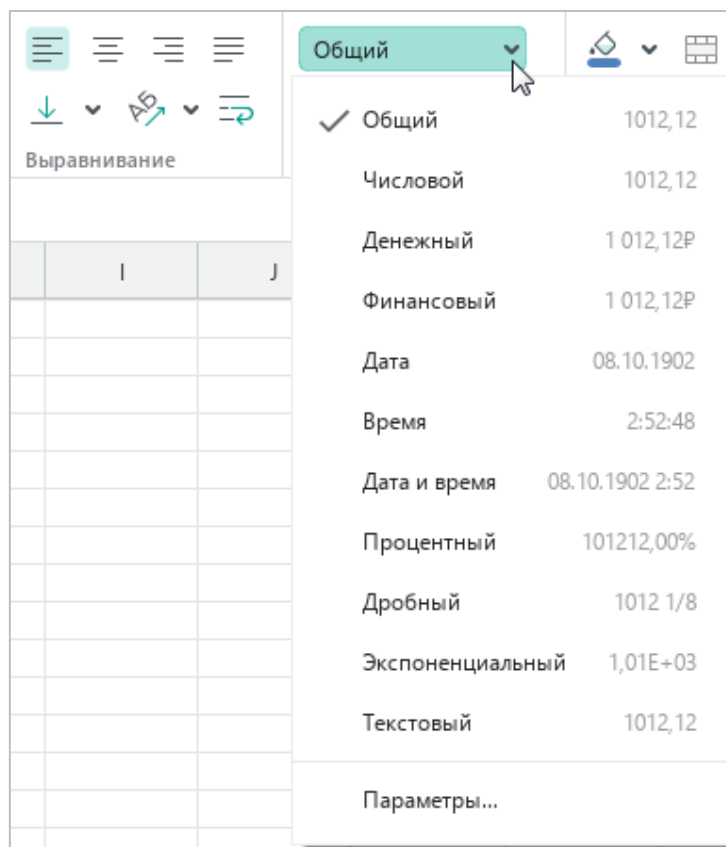 Общий
АБ
Выравнивание
I J
Общий 1012,12
Числовой 1012,12
Денежный 1 012,12₽
Финансовый 1 012,12₽
Дата 08.10.1902
Время 2:52:48
Дата и время 08.10.1902 2:52
Процентный 101212,00%
Дробный 1012 1/8
Экспоненциальный 1,01E+03
Текстовый 1012,12
Параметры...